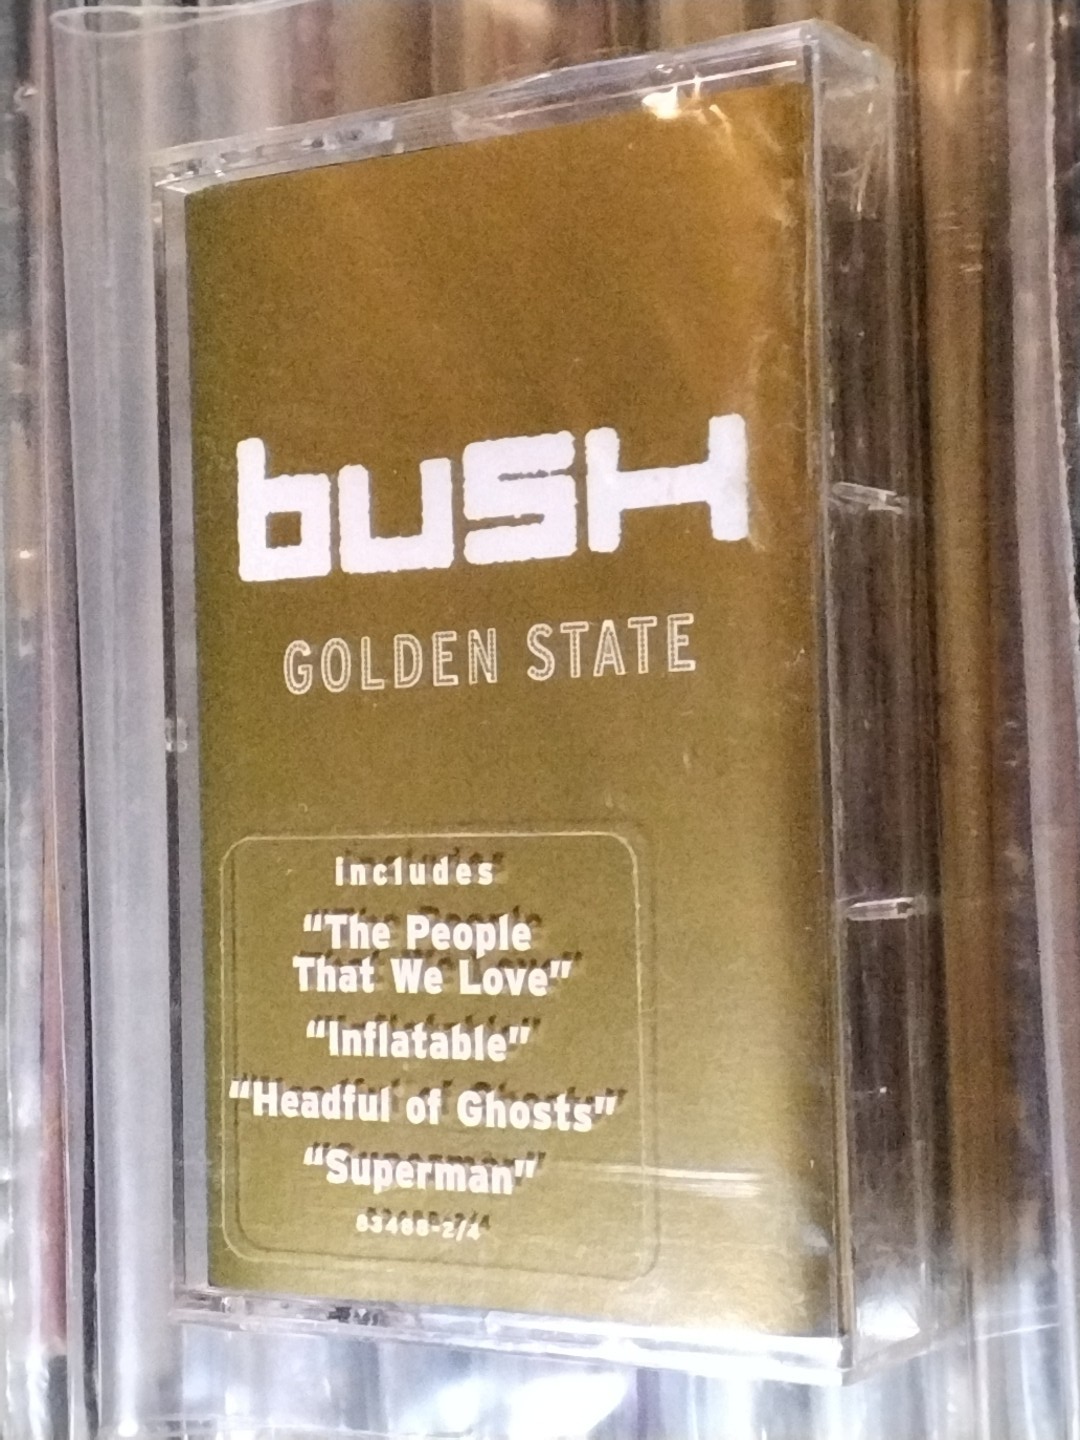 bush
GOLDEN STATE
Includes
“The People
That We Love”
“Inflatable”
“Headful of Ghosts”
“Superman”
83488-2/4